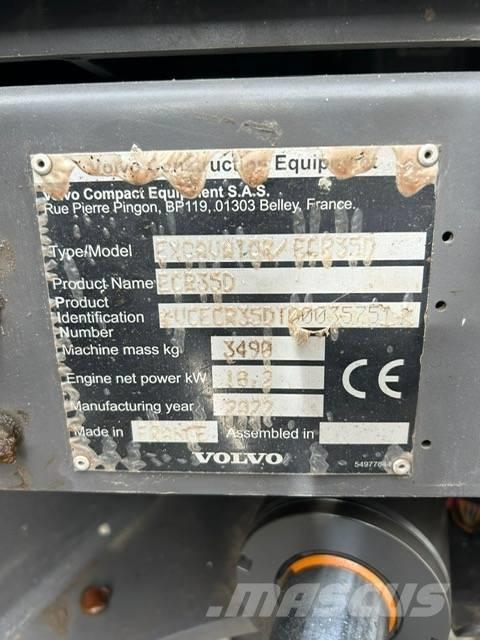 Volvo Construction Equipment
Volvo Compact Equipment S.A.S.
Rue Pierre Pingon, BP119, 01303 Belley, France.
Type/Model EXCAVATOR/ECR35D
Product Name ECR35D
Product
Identification
Number
Machine mass kg 3490
Engine net power kW 18.2
Manufacturing year
Made in FRANCE Assembled in
VOLVO
CE
MASCUS